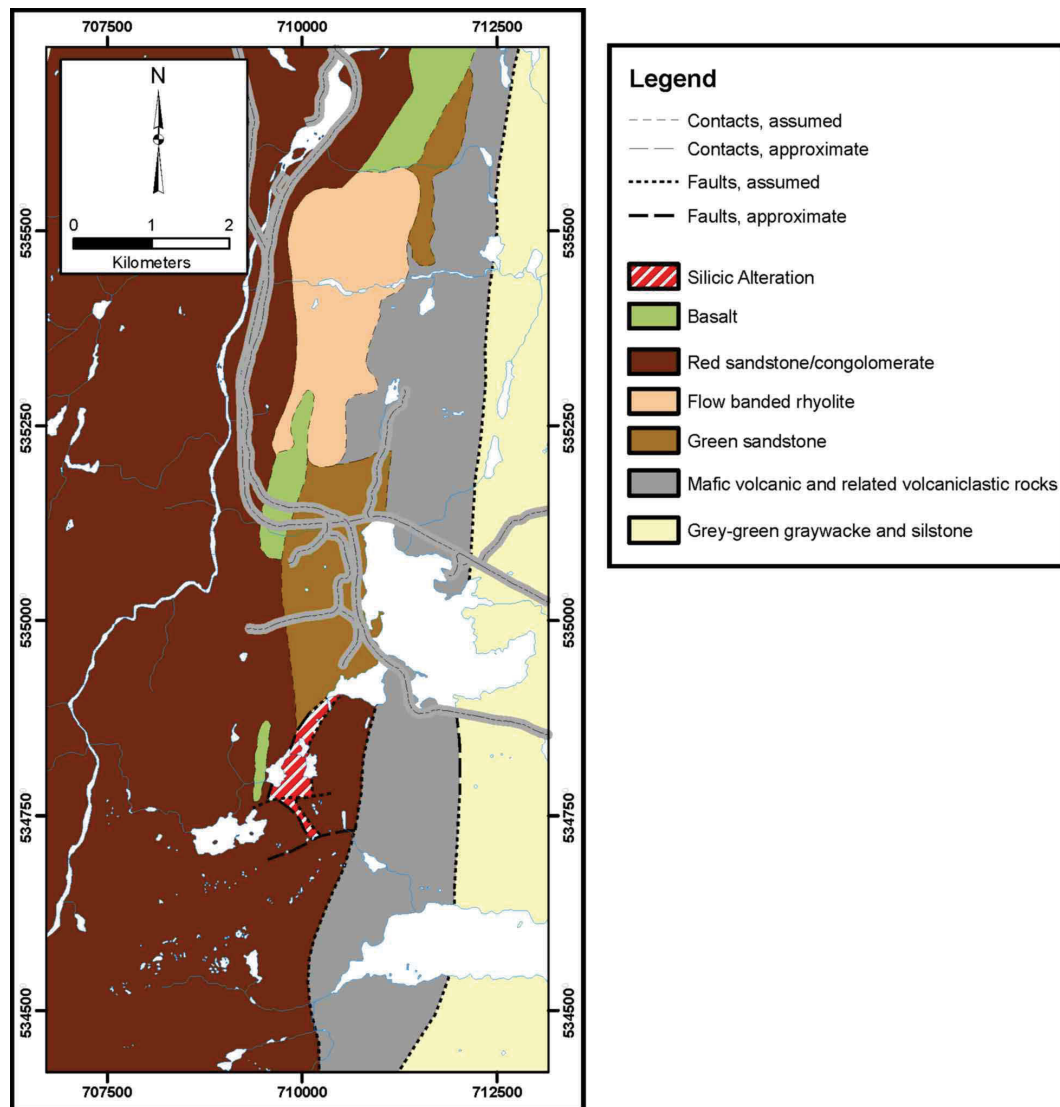 707500 710000 712500
N
0 1 2
Kilometers
535500
535250
535000
534750
534500
535500
535250
535000
534750
534500
707500 710000 712500
Legend
Contacts, assumed
Contacts, approximate
Faults, assumed
Faults, approximate
Silicic Alteration
Basalt
Red sandstone/congolomerate
Flow banded rhyolite
Green sandstone
Mafic volcanic and related volcaniclastic rocks
Grey-green graywacke and silstone